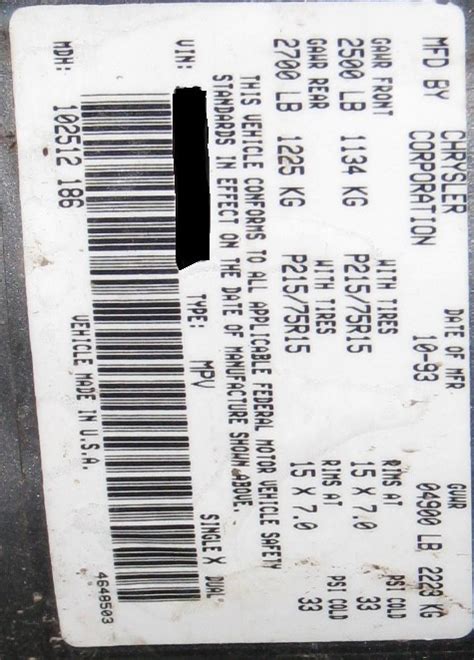 MFD BY CHRYSLER CORPORATION DATE OF MFR 10-93 GVWR 04900 LB 2223 KG
GAWR FRONT WITH TIRES RIMS AT PSI COLD
2500 LB 1134 KG P215/75R15 15 X 7.0 33
GAWR REAR WITH TIRES RIMS AT PSI COLD
2700 LB 1225 KG P215/75R15 15 X 7.0 33
THIS VEHICLE CONFORMS TO ALL APPLICABLE FEDERAL MOTOR VEHICLE SAFETY
STANDARDS IN EFFECT ON THE DATE OF MANUFACTURE SHOWN ABOVE.
VIN: TYPE: MPV SINGLE X DUAL
MDH: 102512 186 VEHICLE MADE IN U.S.A. 4648503